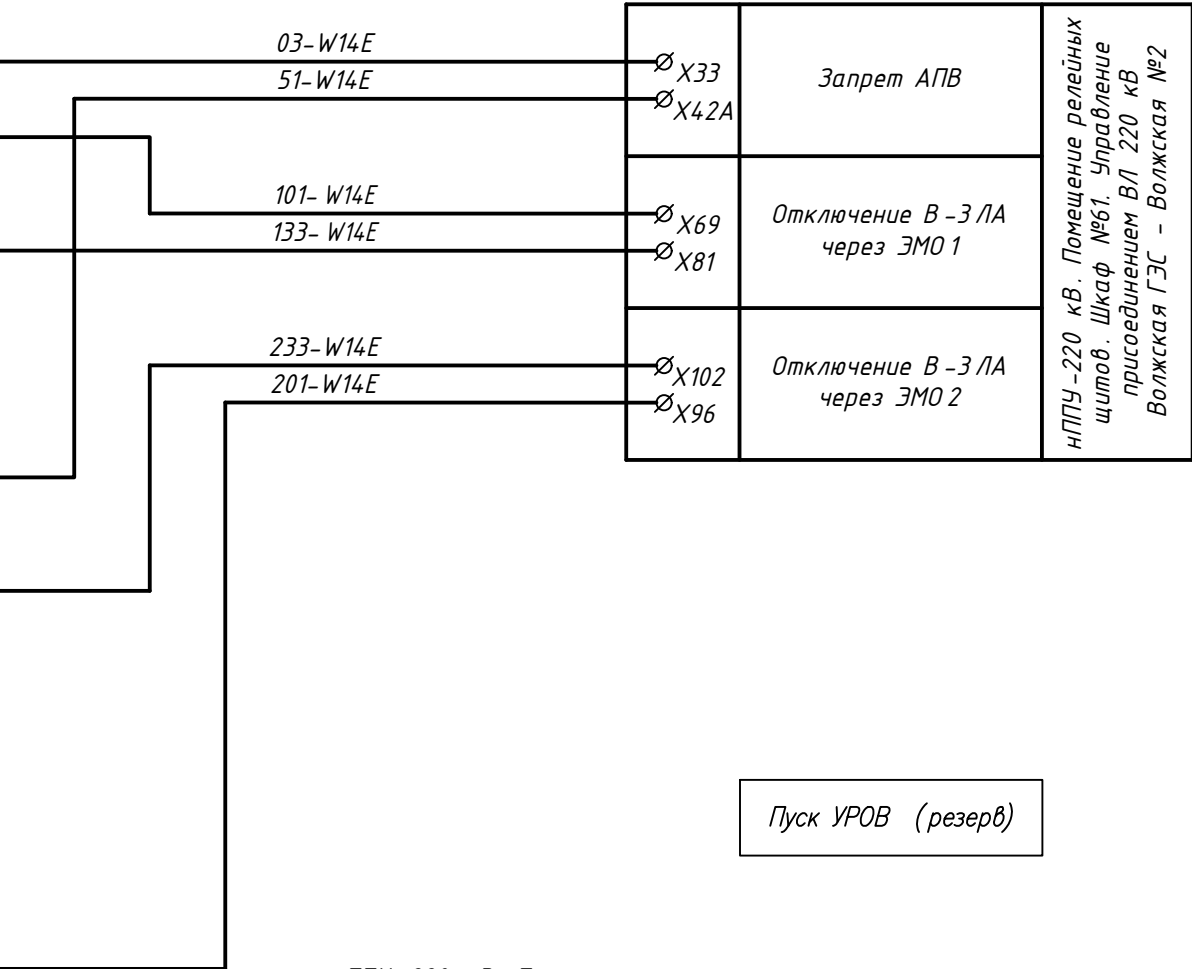 03-W14E
X33
51-W14E
X42A
Запрет АПВ
101- W14E
X69
133- W14E
X81
Отключение В -3 ЛА
через ЭМО 1
233-W14E
X102
201-W14E
X96
Отключение В -3 ЛА
через ЭМО 2
нППУ-220 кВ. Помещение релейных
щитов. Шкаф №61. Управление
присоединением ВЛ 220 кВ
Волжская ГЭС - Волжская №2
Пуск УРОВ (резерв)